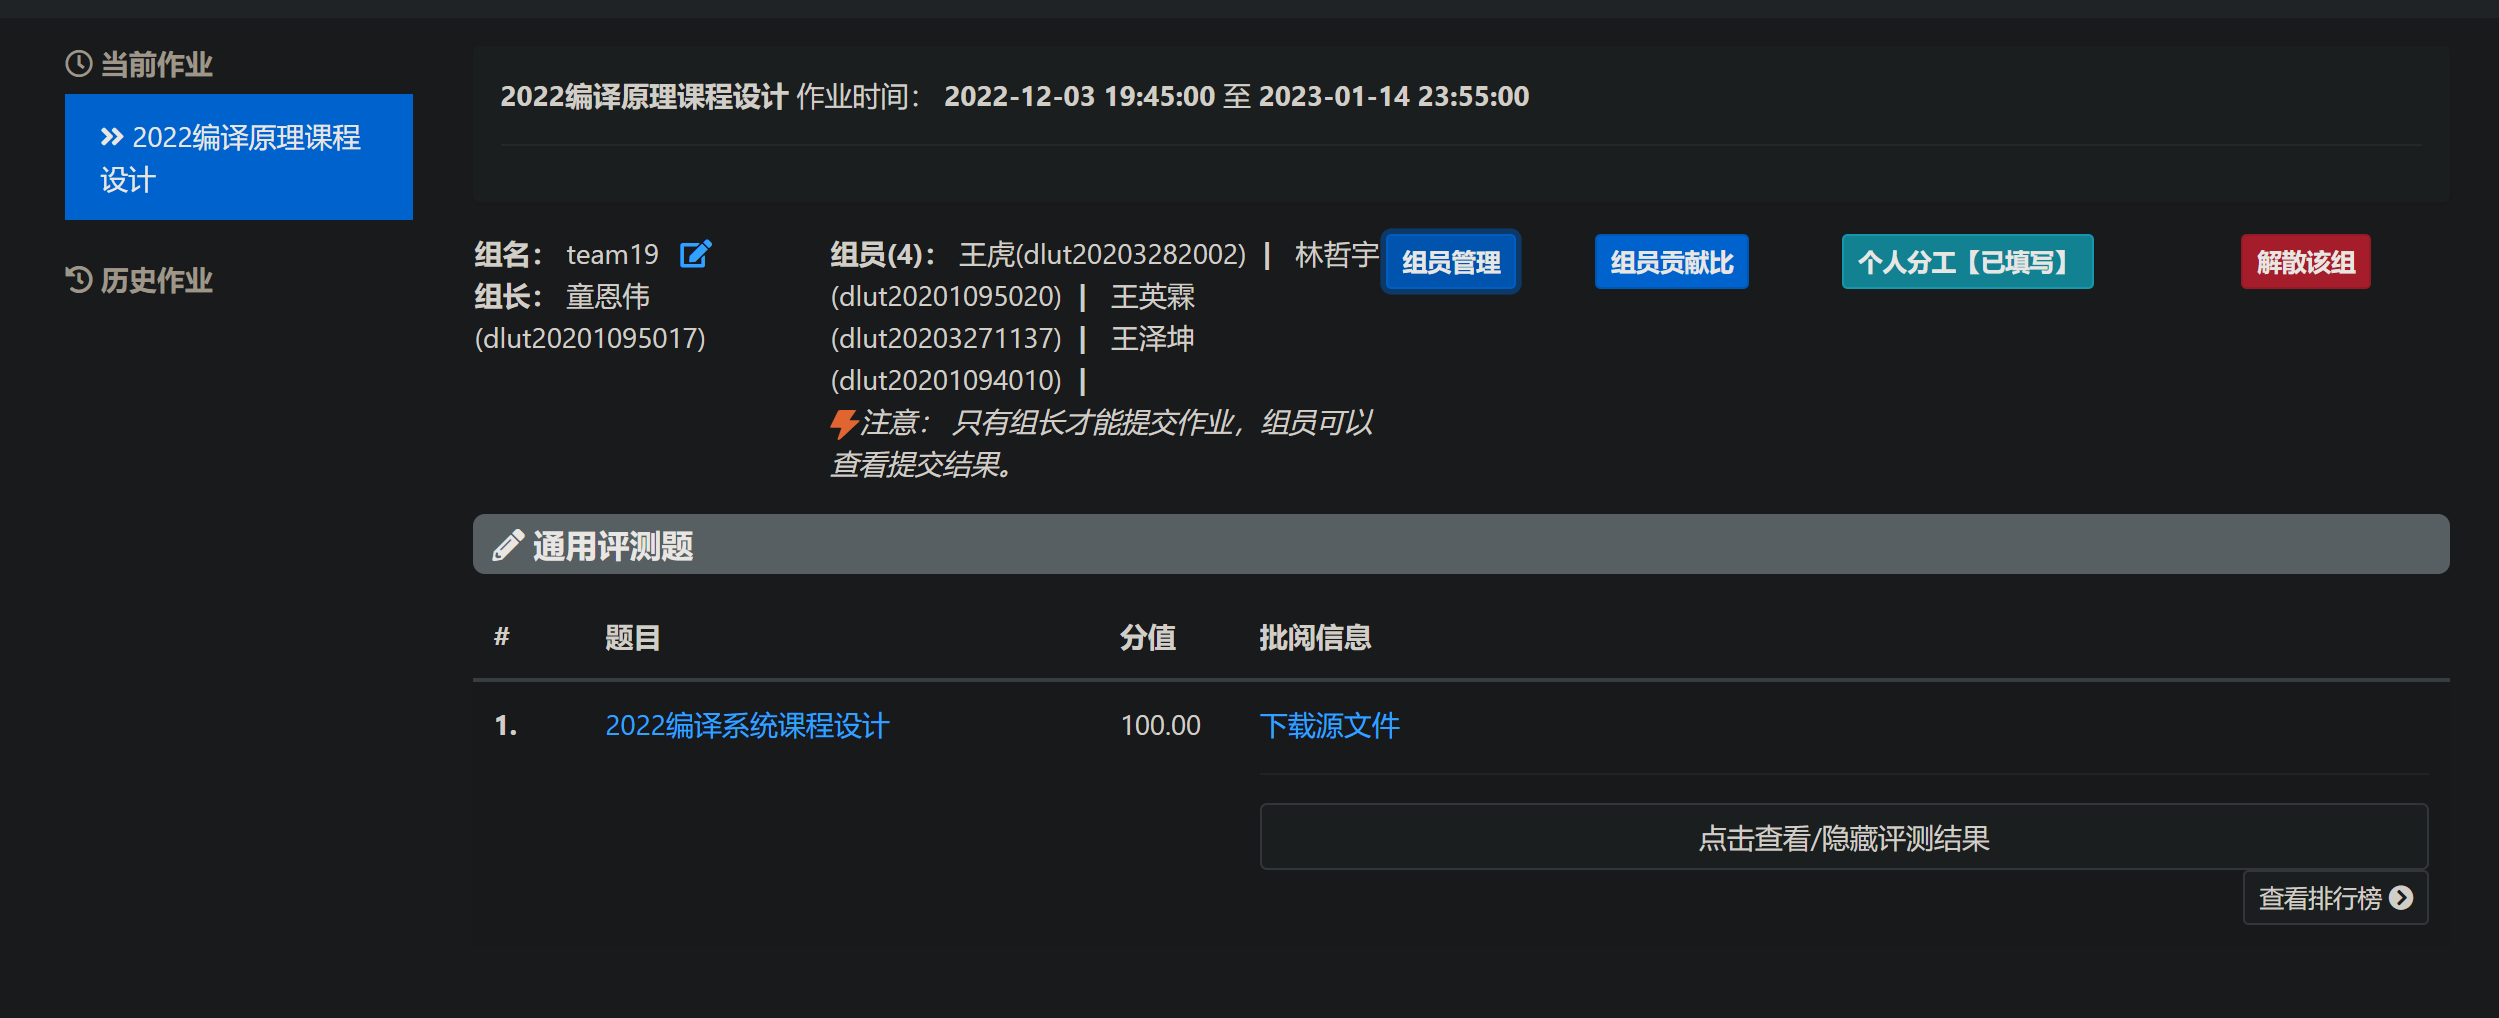 当前作业
2022编译原理课程
设计
历史作业
2022编译原理课程设计 作业时间： 2022-12-03 19:45:00 至 2023-01-14 23:55:00
组名： team19
组长： 童恩伟
(dlut20201095017)
组员(4)： 王虎(dlut20203282002) | 林哲宇
(dlut20201095020) | 王英霖
(dlut20203271137) | 王泽坤
(dlut20201094010) |
注意： 只有组长才能提交作业，组员可以
查看提交结果。
组员管理
组员贡献比
个人分工【已填写】
解散该组
通用评测题
# 题目 分值 批阅信息
1. 2022编译系统课程设计 100.00 下载源文件
点击查看/隐藏评测结果
查看排行榜